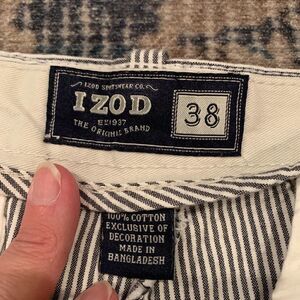 IZOD SPORTSWEAR CO.
IZOD
EST 1937
THE ORIGINAL BRAND
38
100% COTTON
EXCLUSIVE OF
DECORATION
MADE IN
BANGLADESH